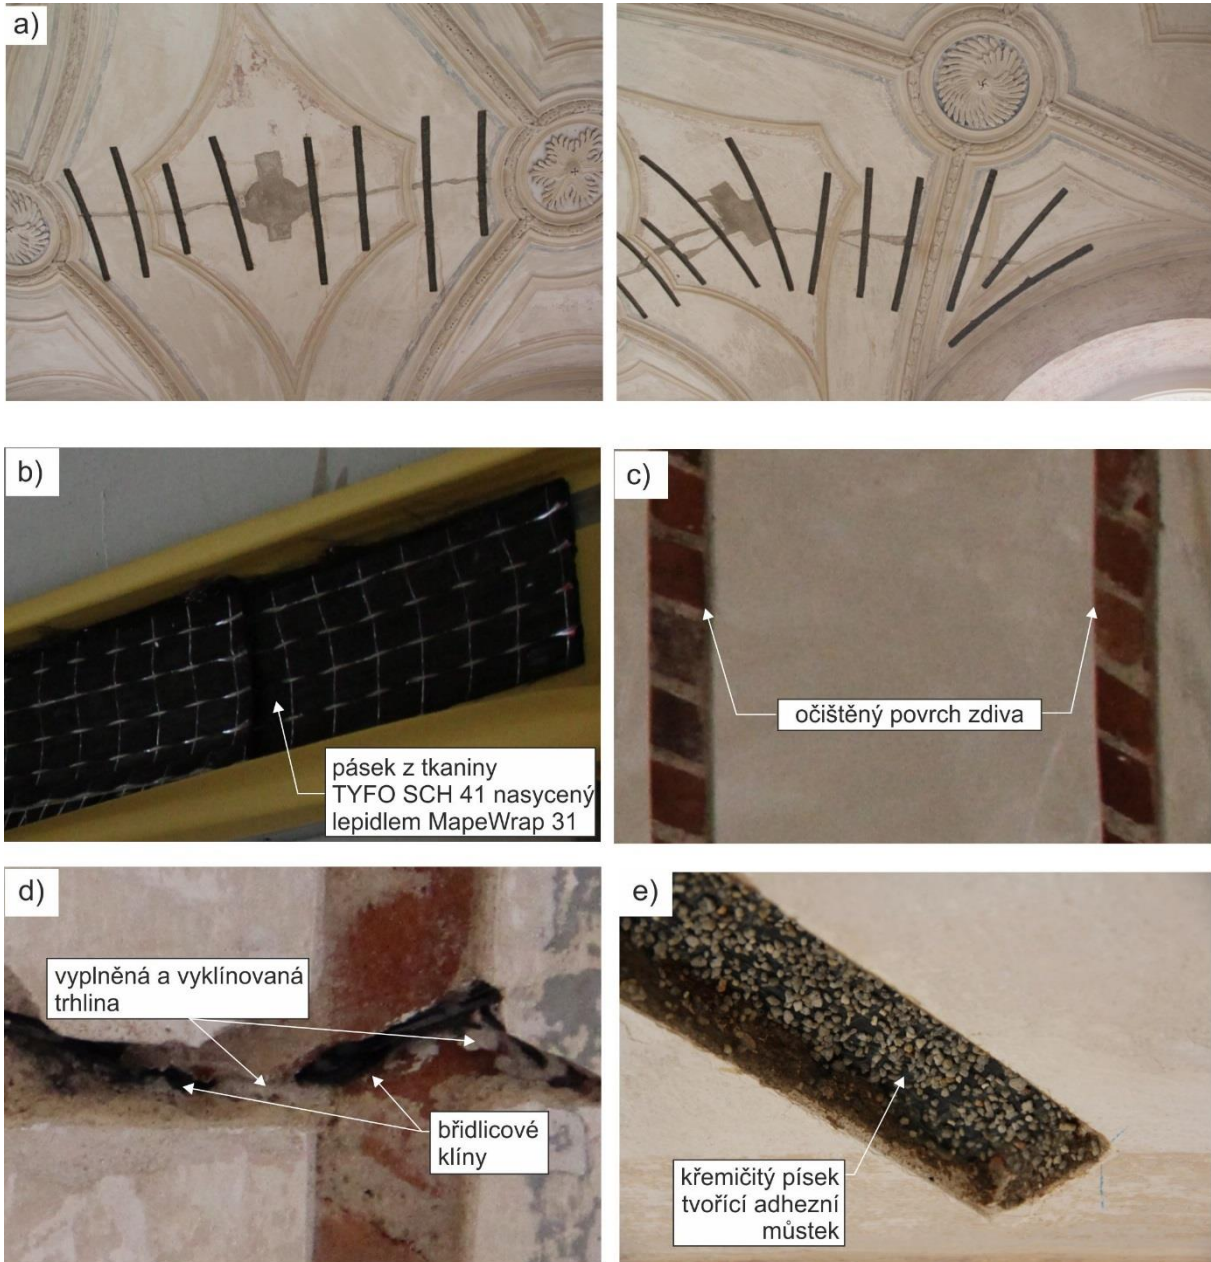 a)
b)
pásek z tkaniny
TYFO SCH 41 nasycený
lepidlem MapeWrap 31
c)
očištěný povrch zdiva
d)
vyplněná a vyklínovaná
trhlina
břidlicové
klíny
e)
křemičitý písek
tvořící adhezní
můstek